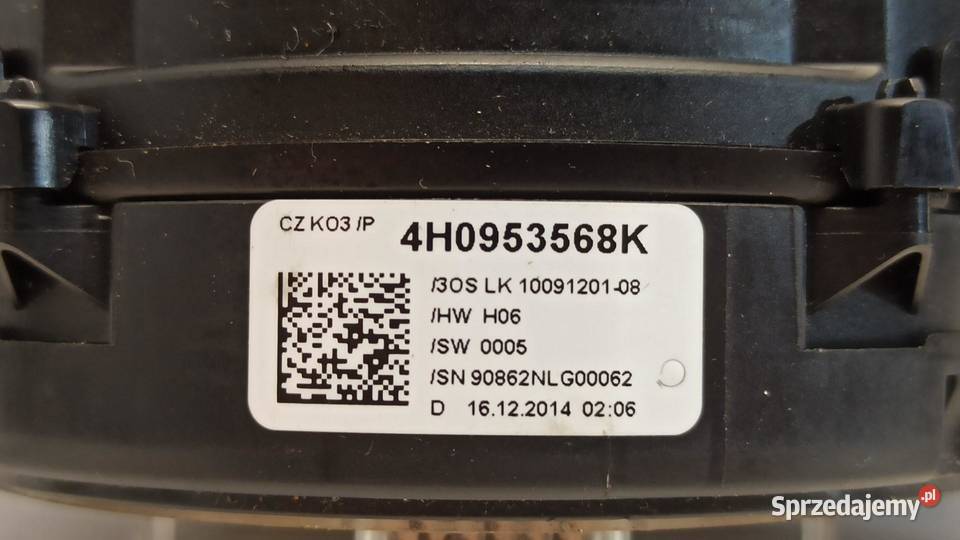 CZ KO3 /P 4H0953568K
/3OS LK 10091201-08
/HW H06
/SW 0005
/SN 90862NLG00062
D 16.12.2014 02:06
Sprzedajemy.pl